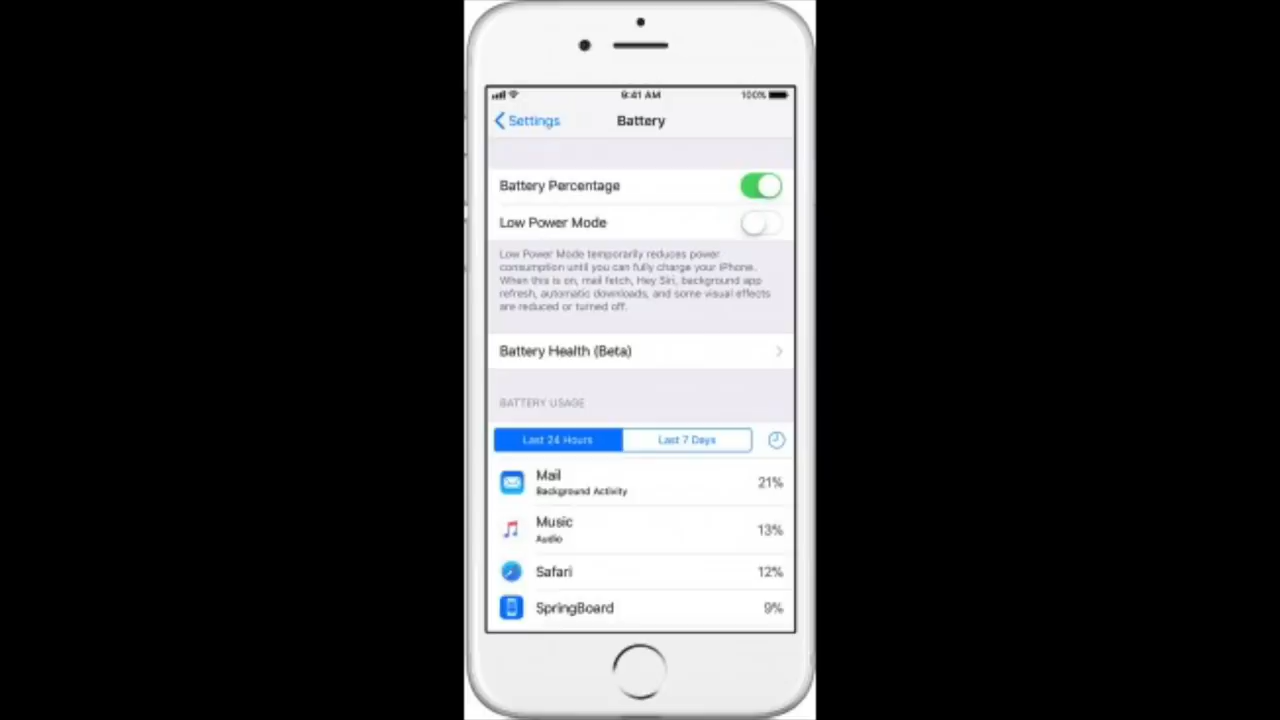 9:41 AM 100%
Settings Battery
Battery Percentage
Low Power Mode
Low Power Mode temporarily reduces power
consumption until you can fully charge your iPhone.
When this is on, mail fetch, Hey Siri, background app
refresh, automatic downloads, and some visual effects
are reduced or turned off.
Battery Health (Beta)
BATTERY USAGE
Last 24 Hours Last 7 Days
Mail 21%
Background Activity
Music 13%
Audio
Safari 12%
SpringBoard 9%